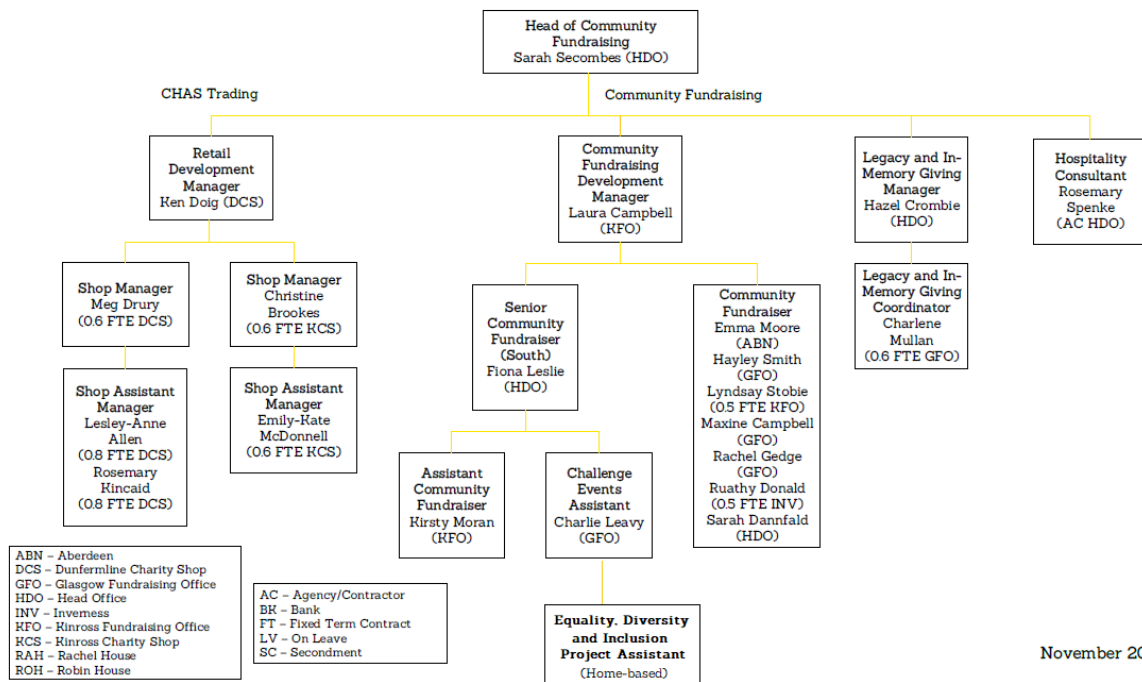 Head of Community
Fundraising
Sarah Secombes (HDO)
CHAS Trading
Community Fundraising
Retail
Development
Manager
Ken Doig (DCS)
Community
Fundraising
Development
Manager
Laura Campbell
(KFO)
Legacy and In-
Memory Giving
Manager
Hazel Crombie
(HDO)
Hospitality
Consultant
Rosemary
Spenke
(AC HDO)
Shop Manager
Meg Drury
(0.6 FTE DCS)
Shop Manager
Christine
Brookes
(0.6 FTE KCS)
Senior
Community
Fundraiser
(South)
Fiona Leslie
(HDO)
Community
Fundraiser
Emma Moore
(ABN)
Hayley Smith
(GFO)
Lyndsay Stobie
(0.5 FTE KFO)
Maxine Campbell
(GFO)
Rachel Gedge
(GFO)
Ruathy Donald
(0.5 FTE INV)
Sarah Dannfald
(HDO)
Legacy and In-
Memory Giving
Coordinator
Charlene
Mullan
(0.6 FTE GFO)
Shop Assistant
Manager
Lesley-Anne
Allen
(0.8 FTE DCS)
Rosemary
Kincaid
(0.8 FTE DCS)
Shop Assistant
Manager
Emily-Kate
McDonnell
(0.6 FTE KCS)
Assistant
Community
Fundraiser
Kirsty Moran
(KFO)
Challenge
Events
Assistant
Charlie Leavy
(GFO)
ABN – Aberdeen
DCS – Dunfermline Charity Shop
GFO – Glasgow Fundraising Office
HDO – Head Office
INV – Inverness
KFO – Kinross Fundraising Office
KCS – Kinross Charity Shop
RAH – Rachel House
ROH – Robin House
AC – Agency/Contractor
BK – Bank
FT – Fixed Term Contract
LV – On Leave
SC – Secondment
Equality, Diversity
and Inclusion
Project Assistant
(Home-based)
November 20